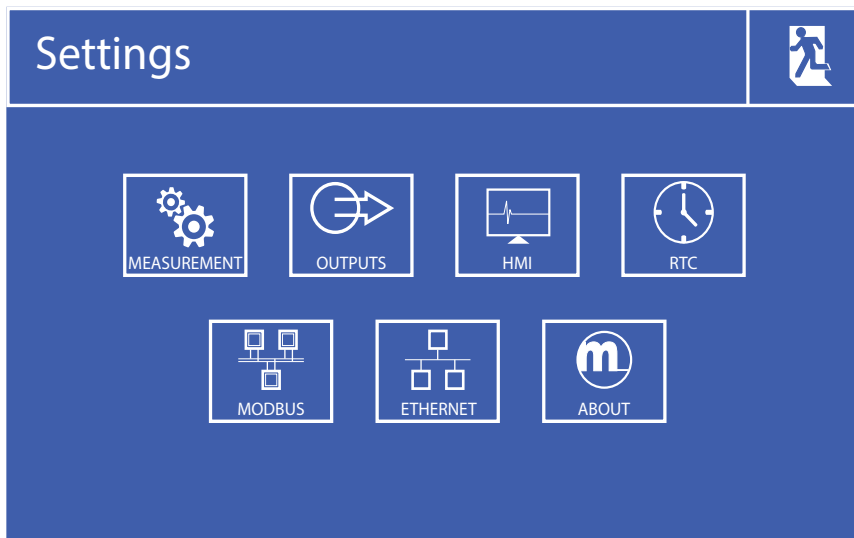 Settings
MEASUREMENT OUTPUTS HMI RTC
m
MODBUS ETHERNET ABOUT